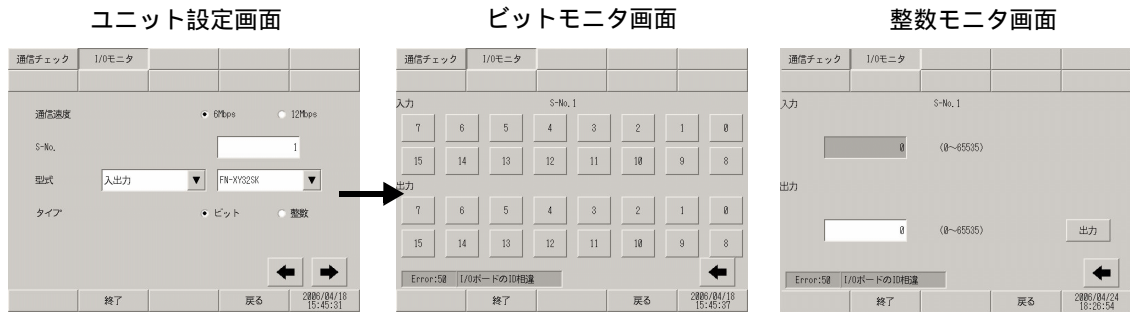 ユニット設定画面
通信チェック I/Oモニタ
通信速度 6Mbps 12Mbps
S-No. 1
型式 入出力 FN-XY32SK
タイプ ビット 整数
終了 戻る 2006/04/18 15:45:31
ビットモニタ画面
通信チェック I/Oモニタ
入力 S-No. 1
7 6 5 4 3 2 1 0
15 14 13 12 11 10 9 8
出力
7 6 5 4 3 2 1 0
15 14 13 12 11 10 9 8
Error:50 I/OボードのID相違
終了 戻る 2006/04/18 15:45:37
整数モニタ画面
通信チェック I/Oモニタ
入力 S-No. 1
0 (0~65535)
出力
0 (0~65535) 出力
Error:50 I/OボードのID相違
終了 戻る 2006/04/24 18:26:54